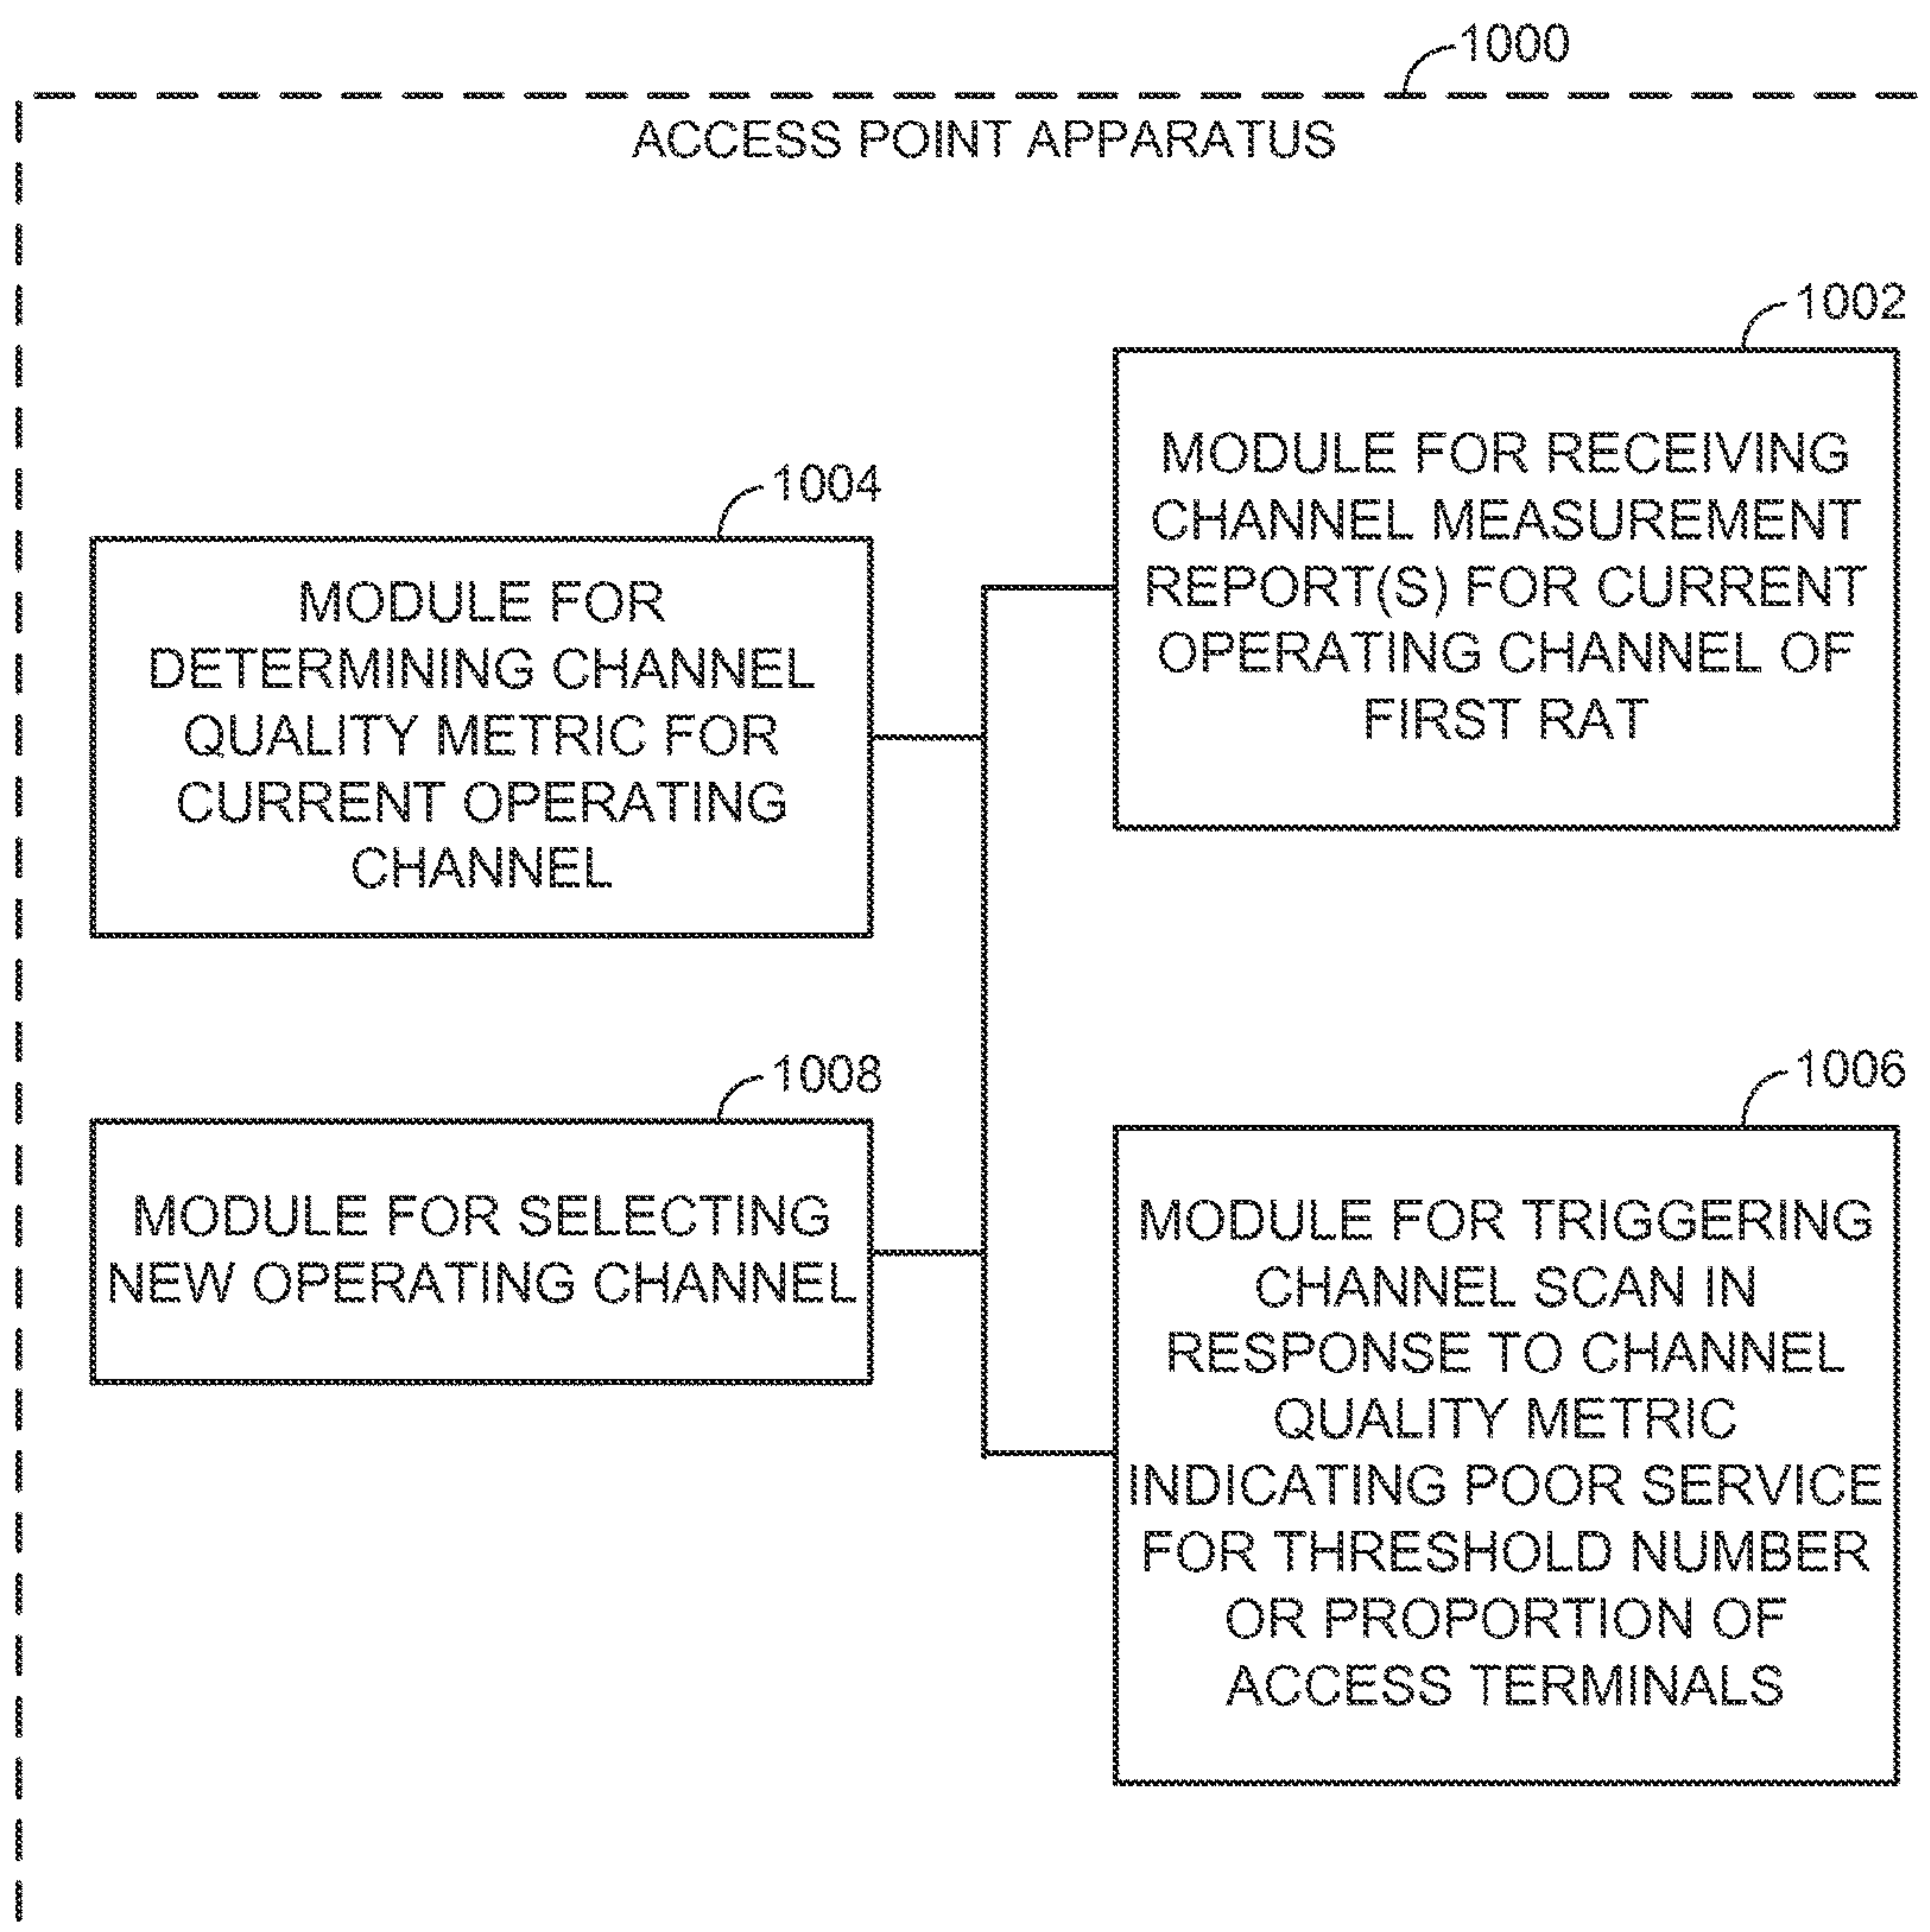 1000
ACCESS POINT APPARATUS
1002
MODULE FOR RECEIVING
CHANNEL MEASUREMENT
REPORT(S) FOR CURRENT
OPERATING CHANNEL OF
FIRST RAT
1004
MODULE FOR
DETERMINING CHANNEL
QUALITY METRIC FOR
CURRENT OPERATING
CHANNEL
1006
MODULE FOR TRIGGERING
CHANNEL SCAN IN
RESPONSE TO CHANNEL
QUALITY METRIC
INDICATING POOR SERVICE
FOR THRESHOLD NUMBER
OR PROPORTION OF
ACCESS TERMINALS
1008
MODULE FOR SELECTING
NEW OPERATING CHANNEL